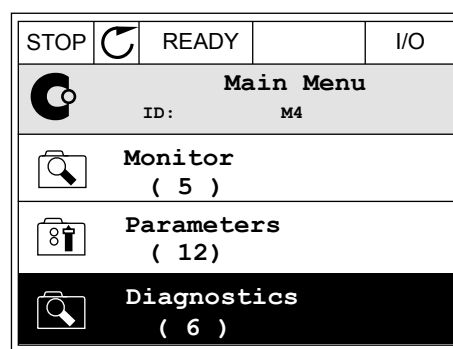 STOP READY I/O
Main Menu
ID: M4
Monitor
( 5 )
Parameters
( 12)
Diagnostics
( 6 )